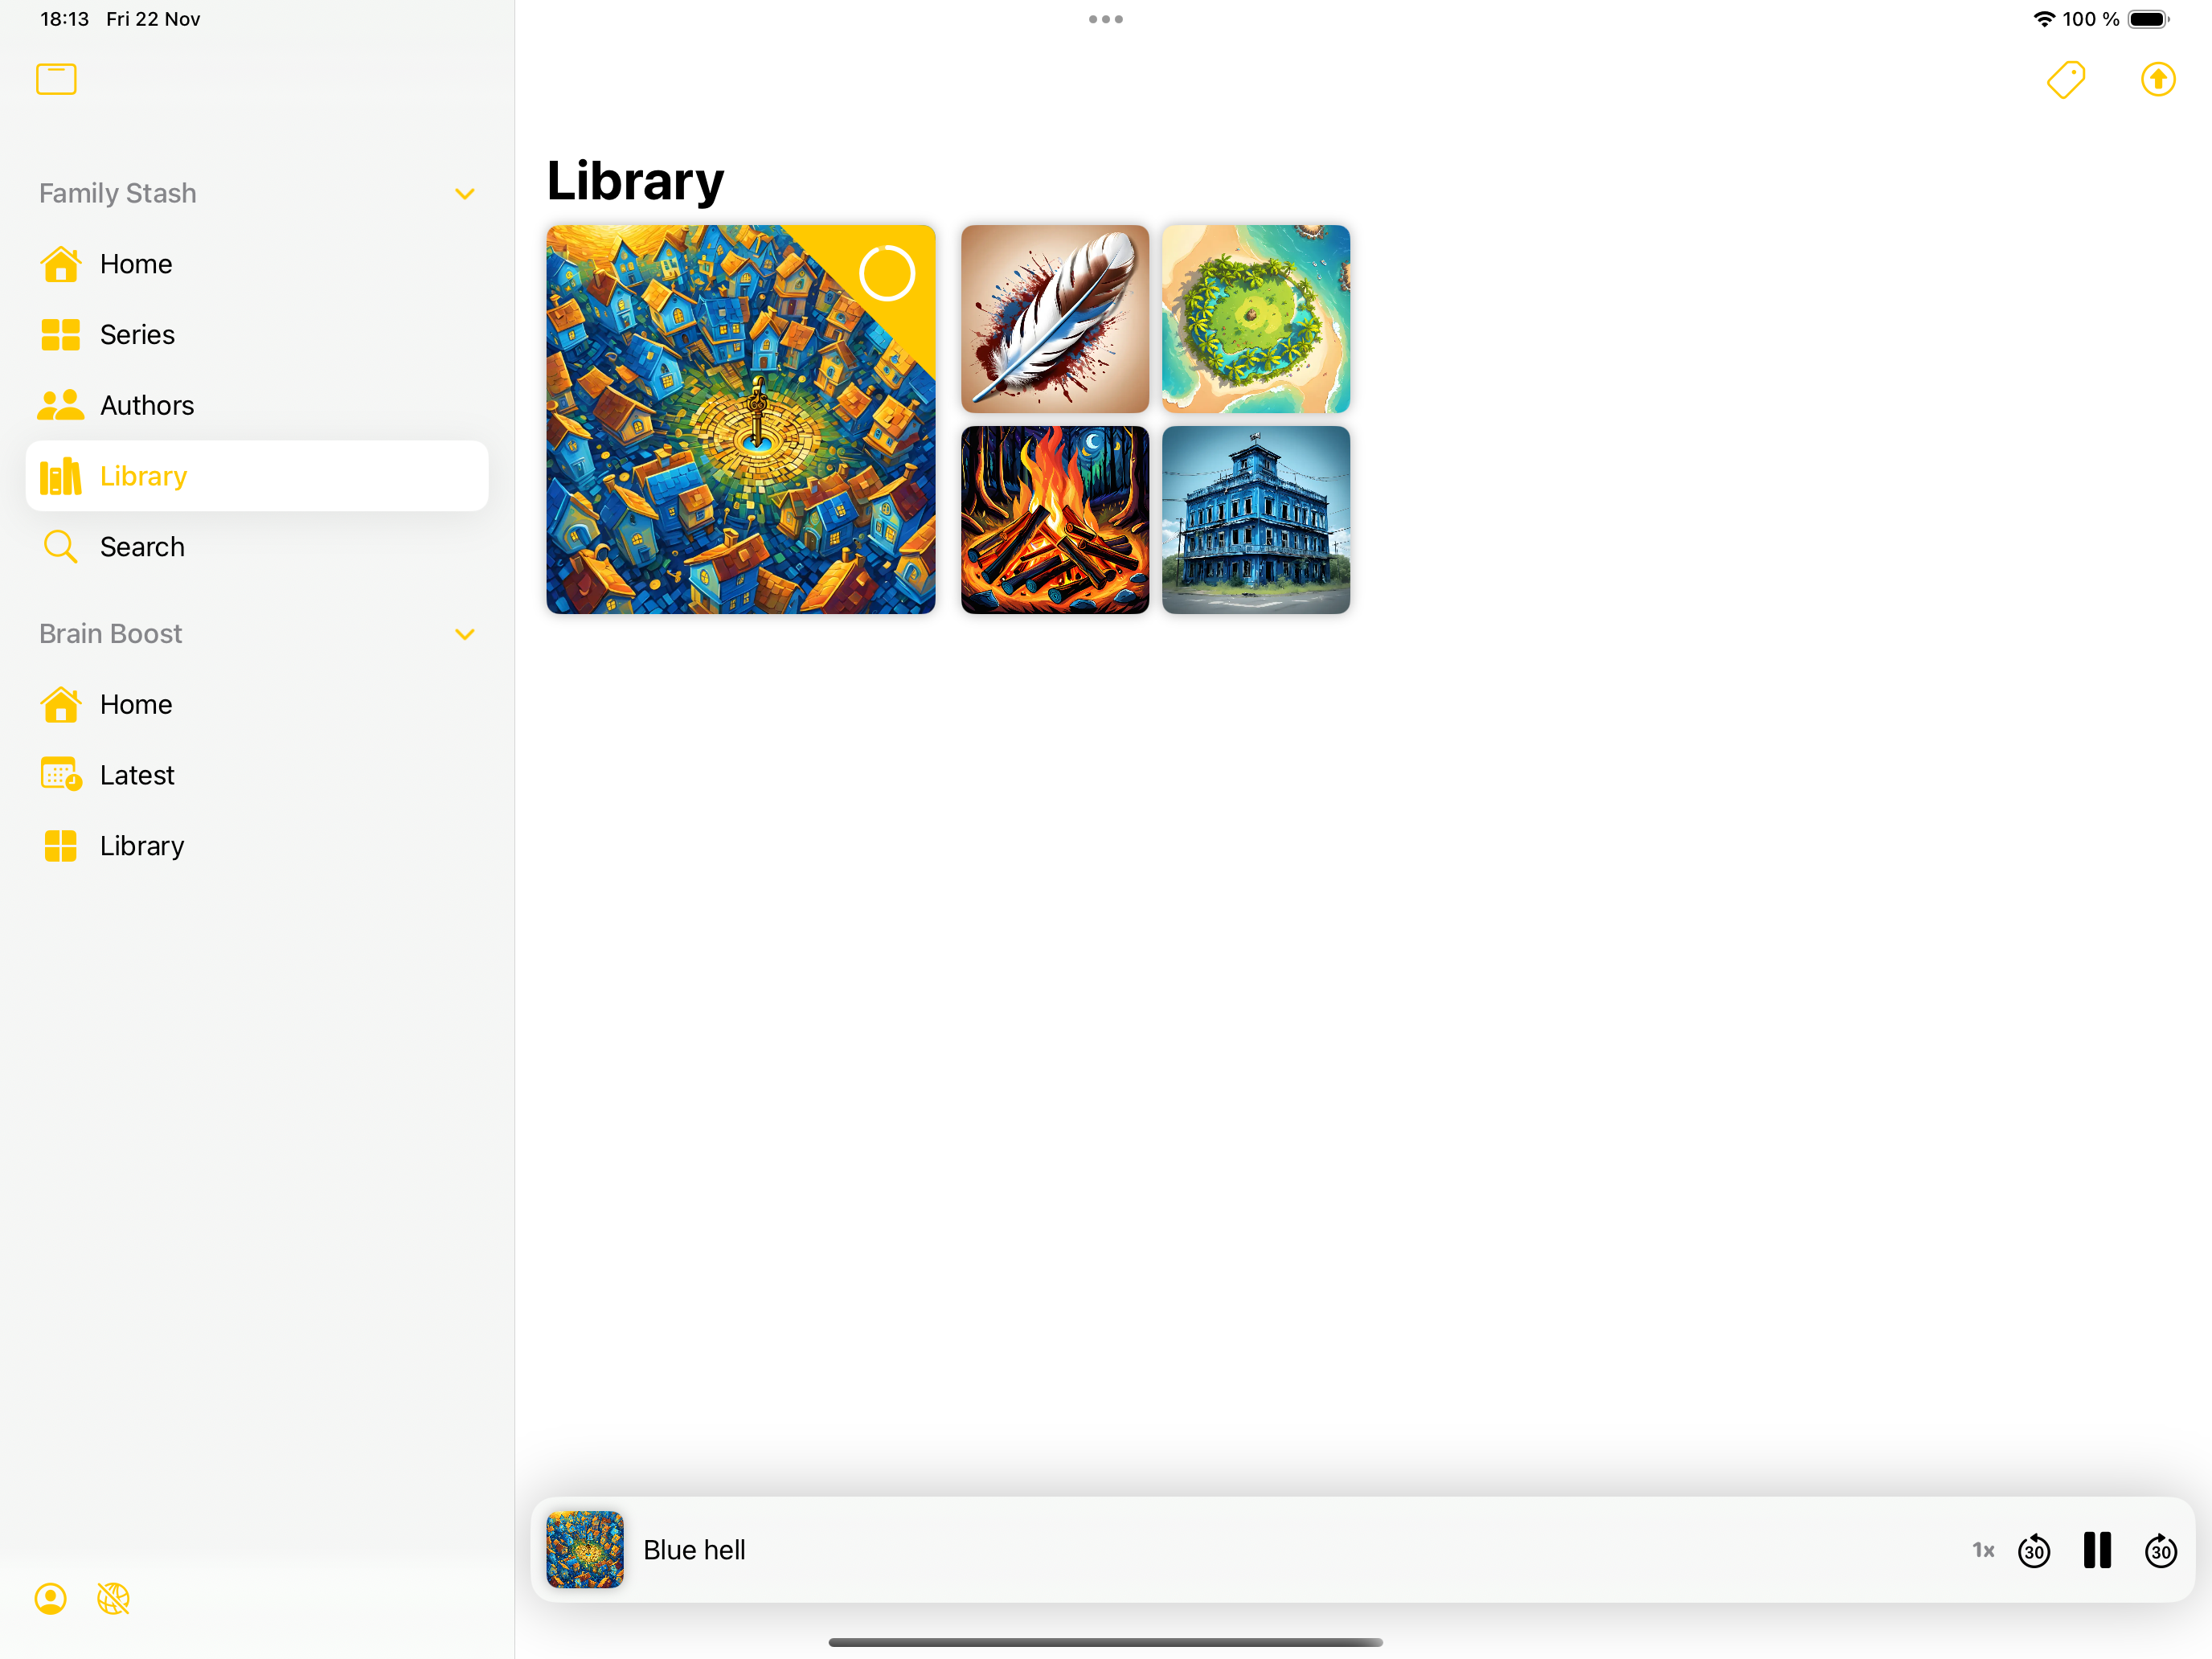 18:13 Fri 22 Nov
100 %
Family Stash
Home
Series
Authors
Library
Search
Brain Boost
Home
Latest
Library
Library
Blue hell
1x
30
30